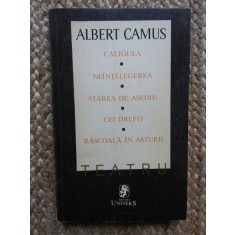 ALBERT CAMUS
CALIGULA
NEÎNȚELEGEREA
STAREA DE ASEDIU
CEI DREPȚI
RĂSCOALĂ ÎN ASTURII
TEATRU
UNIVERS